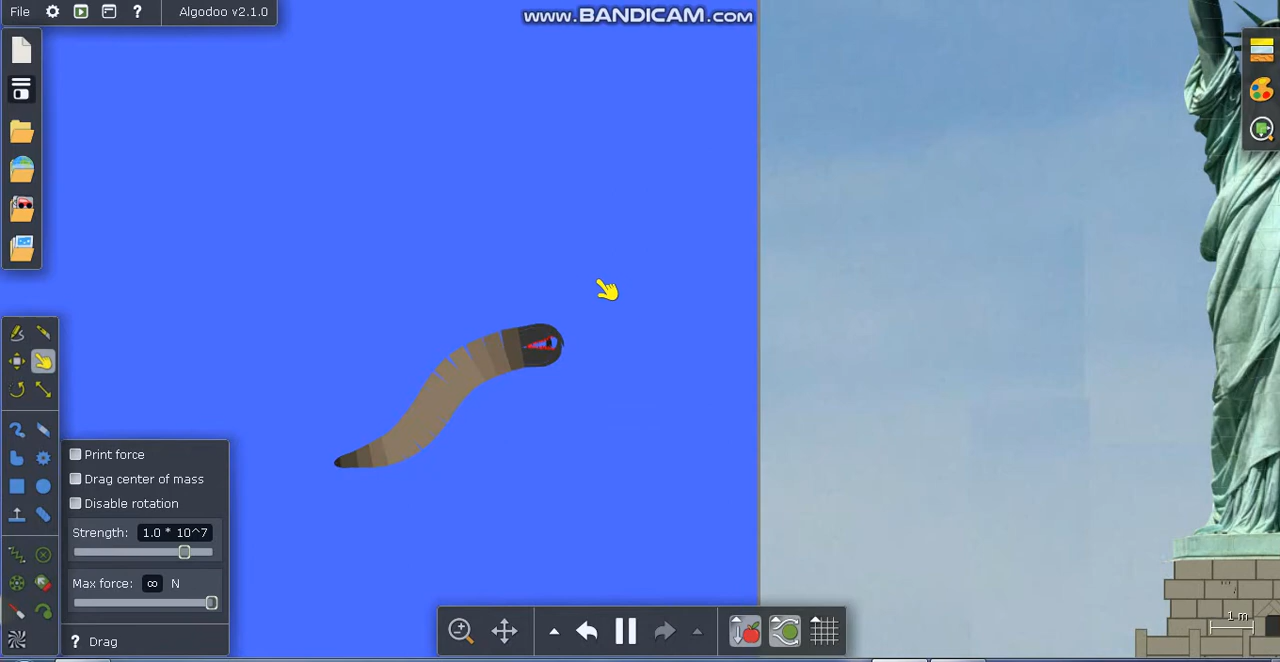 File ? Algodoo v2.1.0
www.BANDICAM.com
Print force
Drag center of mass
Disable rotation
Strength: 1.0 * 10^7
Max force: ∞ N
? Drag
1 m